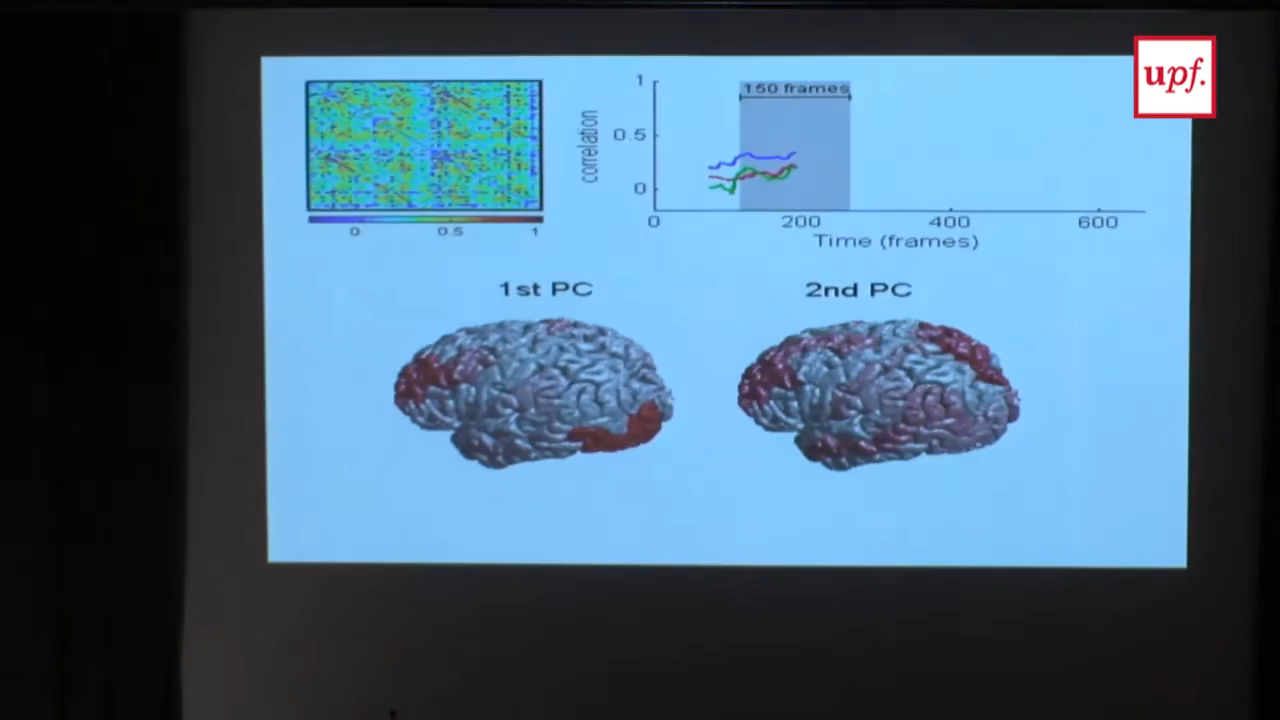 upf.
1
150 frames
0.5
correlation
0
0
200
400
600
Time (frames)
0
0.5
1
1st PC
2nd PC